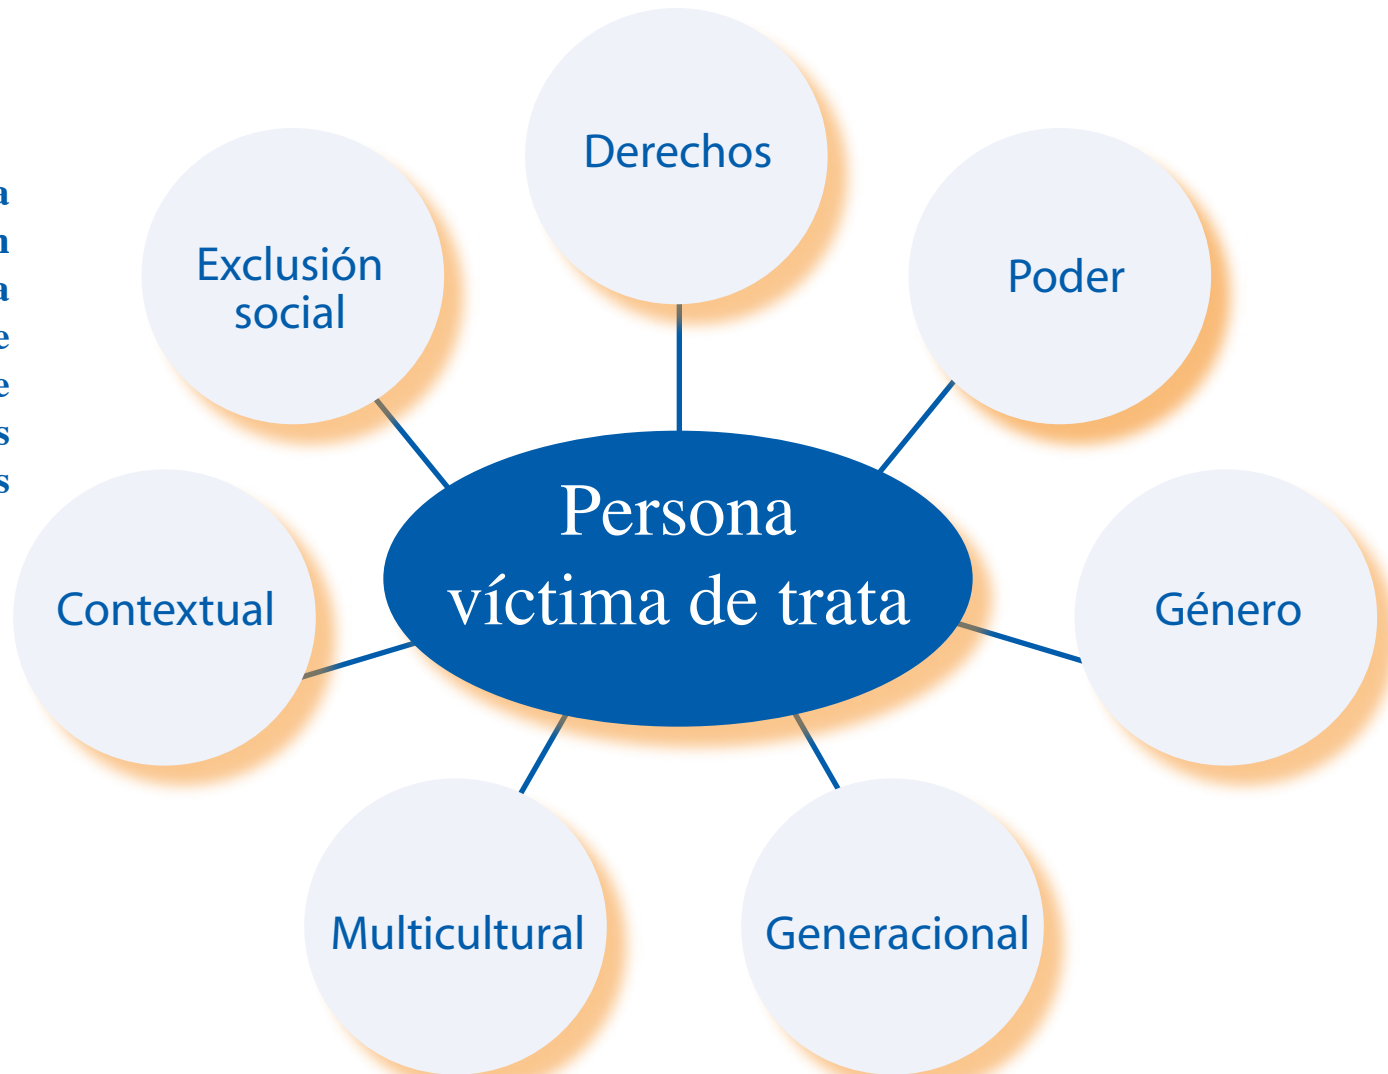 Derechos
Exclusión
social
Poder
Persona
víctima de trata
Contextual
Género
Multicultural
Generacional